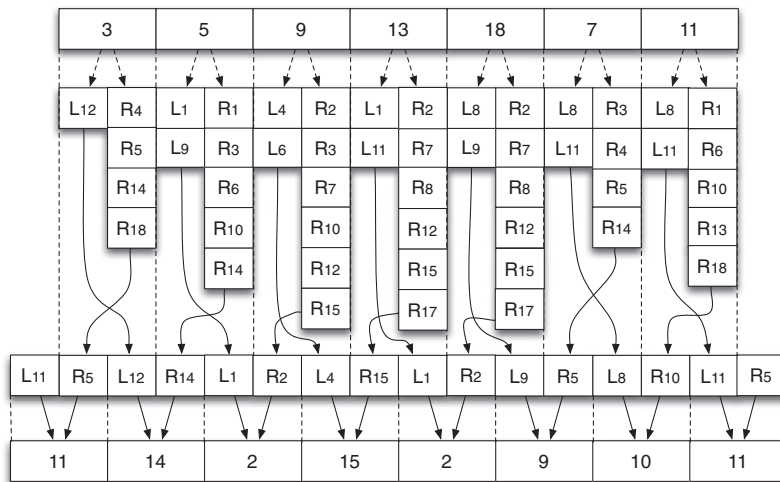 3 5 9 13 18 7 11
L12 R4 L1 R1 L4 R2 L1 R2 L8 R2 L8 R3 L8 R1
R5 L9 R3 L6 R3 L11 R7 L9 R7 L11 R4 L11 R6
R14 R6 R7 R8 R8 R5 R10
R18 R10 R10 R12 R12 R14 R13
R14 R12 R15 R15 R18
R15 R17 R17
L11 R5 L12 R14 L1 R2 L4 R15 L1 R2 L9 R5 L8 R10 L11 R5
11 14 2 15 2 9 10 11